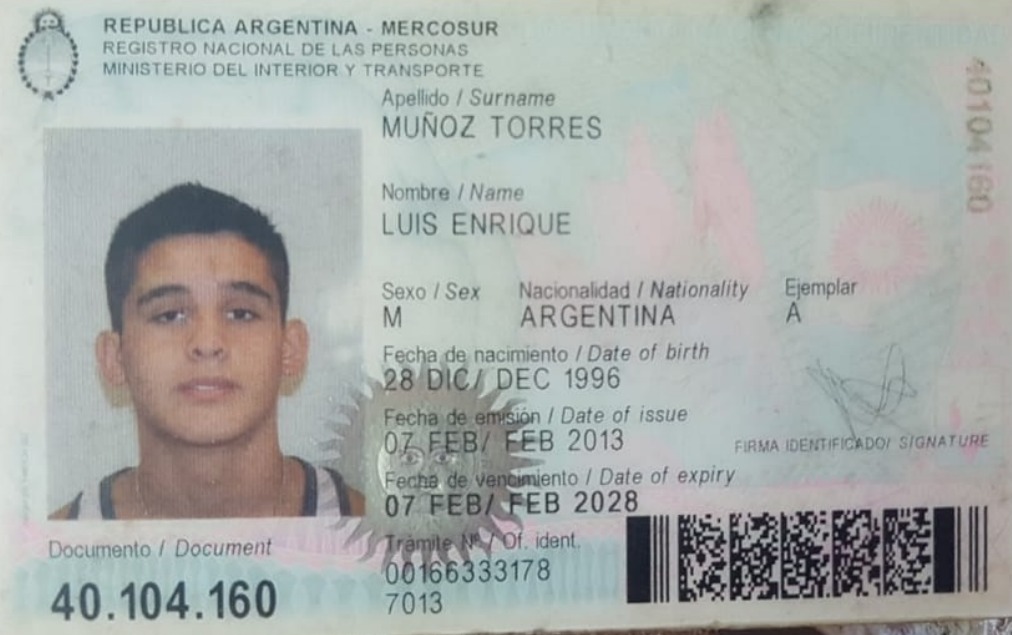 REPUBLICA ARGENTINA - MERCOSUR
REGISTRO NACIONAL DE LAS PERSONAS
MINISTERIO DEL INTERIOR Y TRANSPORTE
Apellido / Surname
MUÑOZ TORRES
Nombre / Name
LUIS ENRIQUE
Sexo / Sex Nacionalidad / Nationality Ejemplar
M ARGENTINA A
Fecha de nacimiento / Date of birth
28 DIC/ DEC 1996
Fecha de emisión / Date of issue
07 FEB/ FEB 2013
FIRMA IDENTIFICADO/ SIGNATURE
Fecha de vencimiento / Date of expiry
07 FEB/ FEB 2028
Documento / Document
40.104.160
Trámite Nº / Of. ident.
00166333178
7013
40104160